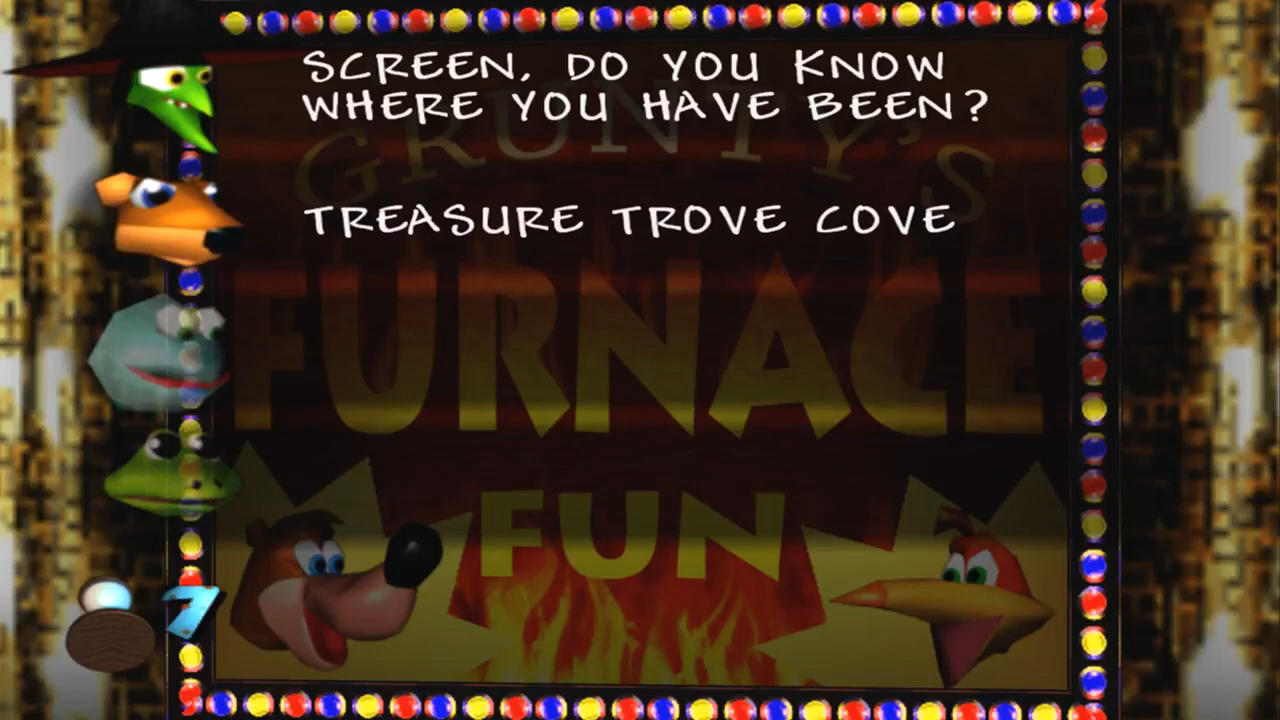 SCREEN, DO YOU KNOW
WHERE YOU HAVE BEEN?
GRUNTY'S
TREASURE TROVE COVE
FURNACE
FUN
7